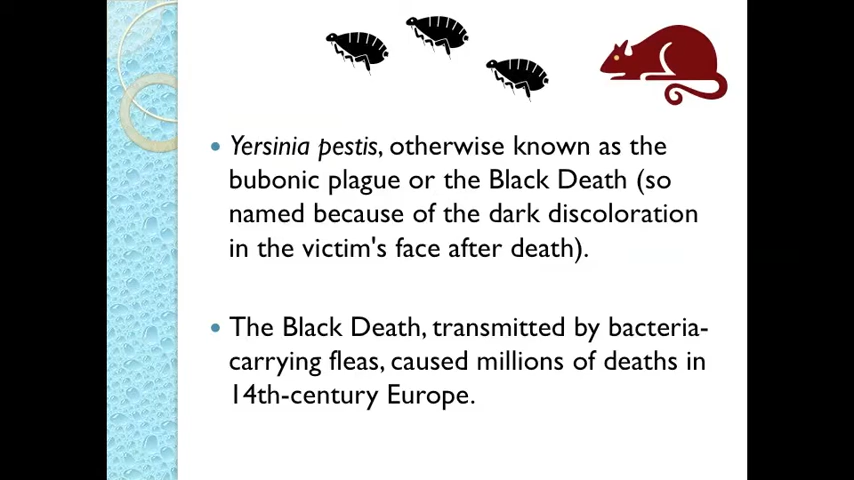 Yersinia pestis, otherwise known as the
bubonic plague or the Black Death (so
named because of the dark discoloration
in the victim's face after death).
The Black Death, transmitted by bacteria-
carrying fleas, caused millions of deaths in
14th-century Europe.